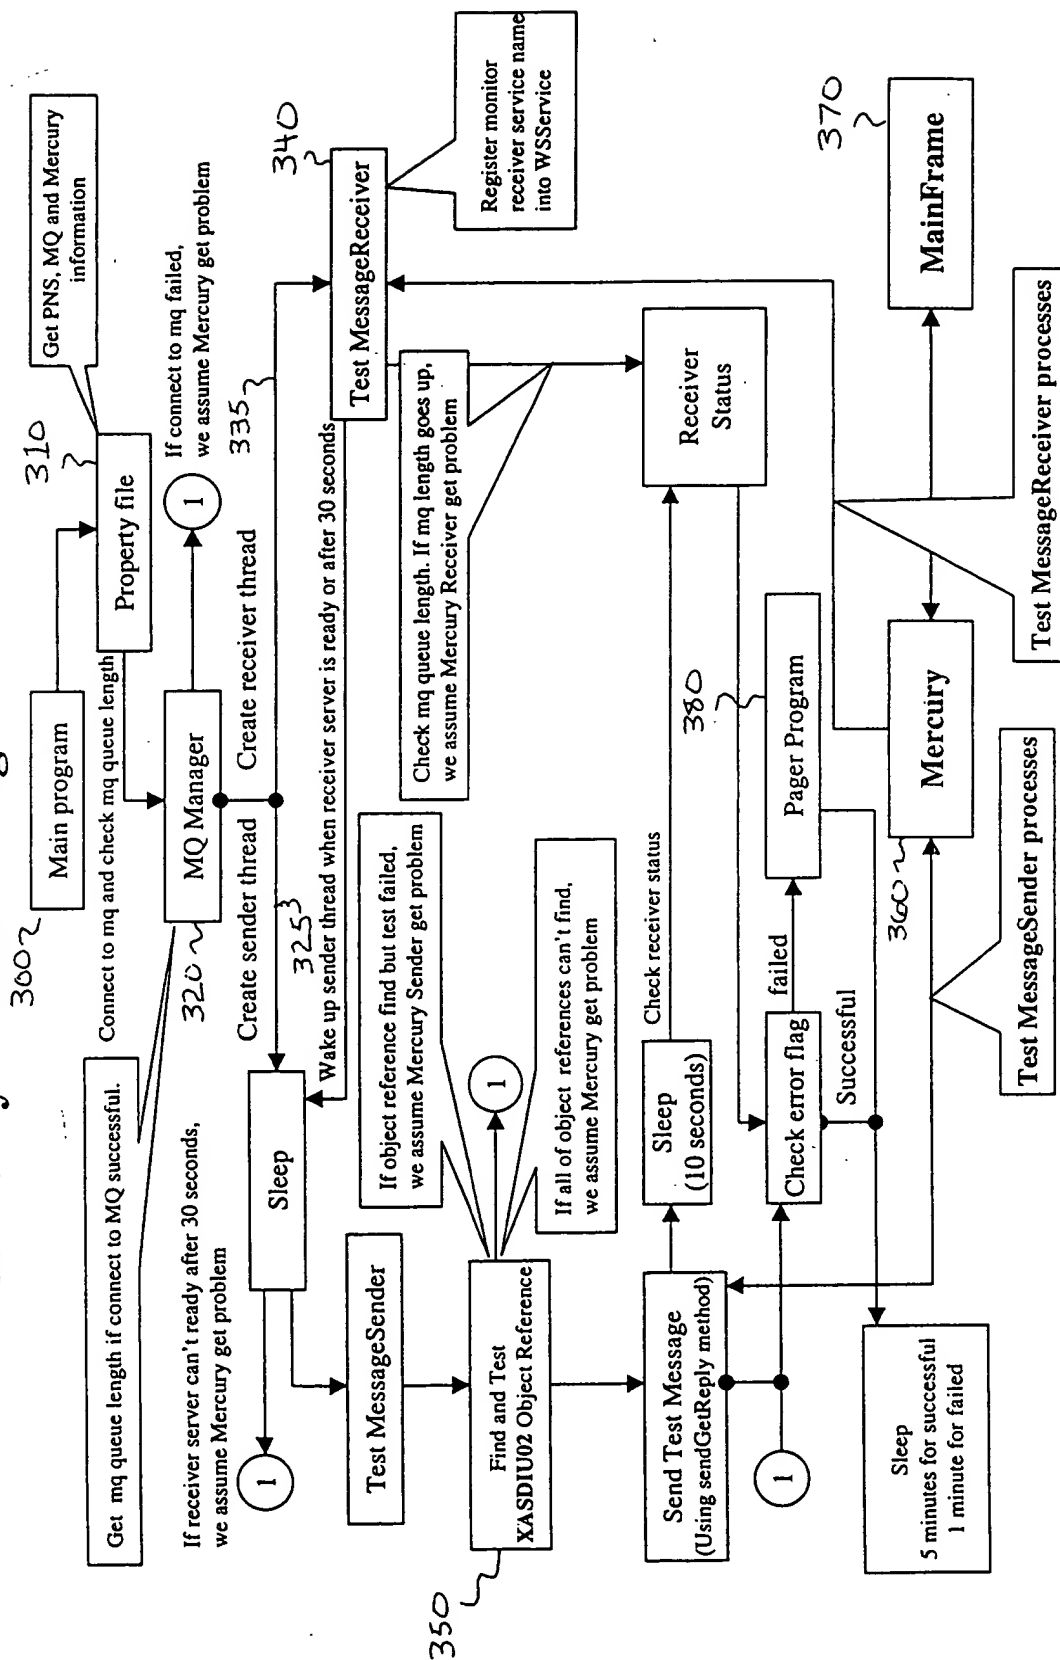 300
Main program
310
Property file
Get PNS, MQ and Mercury
information
Connect to mq and check mq queue length
Get mq queue length if connect to MQ successful.
320
MQ Manager
1
If connect to mq failed,
we assume Mercury get problem
Create sender thread
325
Create receiver thread
335
If receiver server can't ready after 30 seconds,
we assume Mercury get problem
1
Sleep
Wake up sender thread when receiver server is ready or after 30 seconds
340
Test MessageReceiver
Register monitor
receiver service name
into WSService
Test MessageSender
If object reference find but test failed,
we assume Mercury Sender get problem
Check mq queue length. If mq length goes up,
we assume Mercury Receiver get problem
350
Find and Test
XASDIU02 Object Reference
1
If all of object references can't find,
we assume Mercury get problem
Send Test Message
(Using sendGetReply method)
Sleep
(10 seconds)
Check receiver status
Receiver
Status
1
Check error flag
failed
380
Pager Program
Successful
Sleep
5 minutes for successful
1 minute for failed
360
Mercury
370
MainFrame
Test MessageSender processes
Test MessageReceiver processes